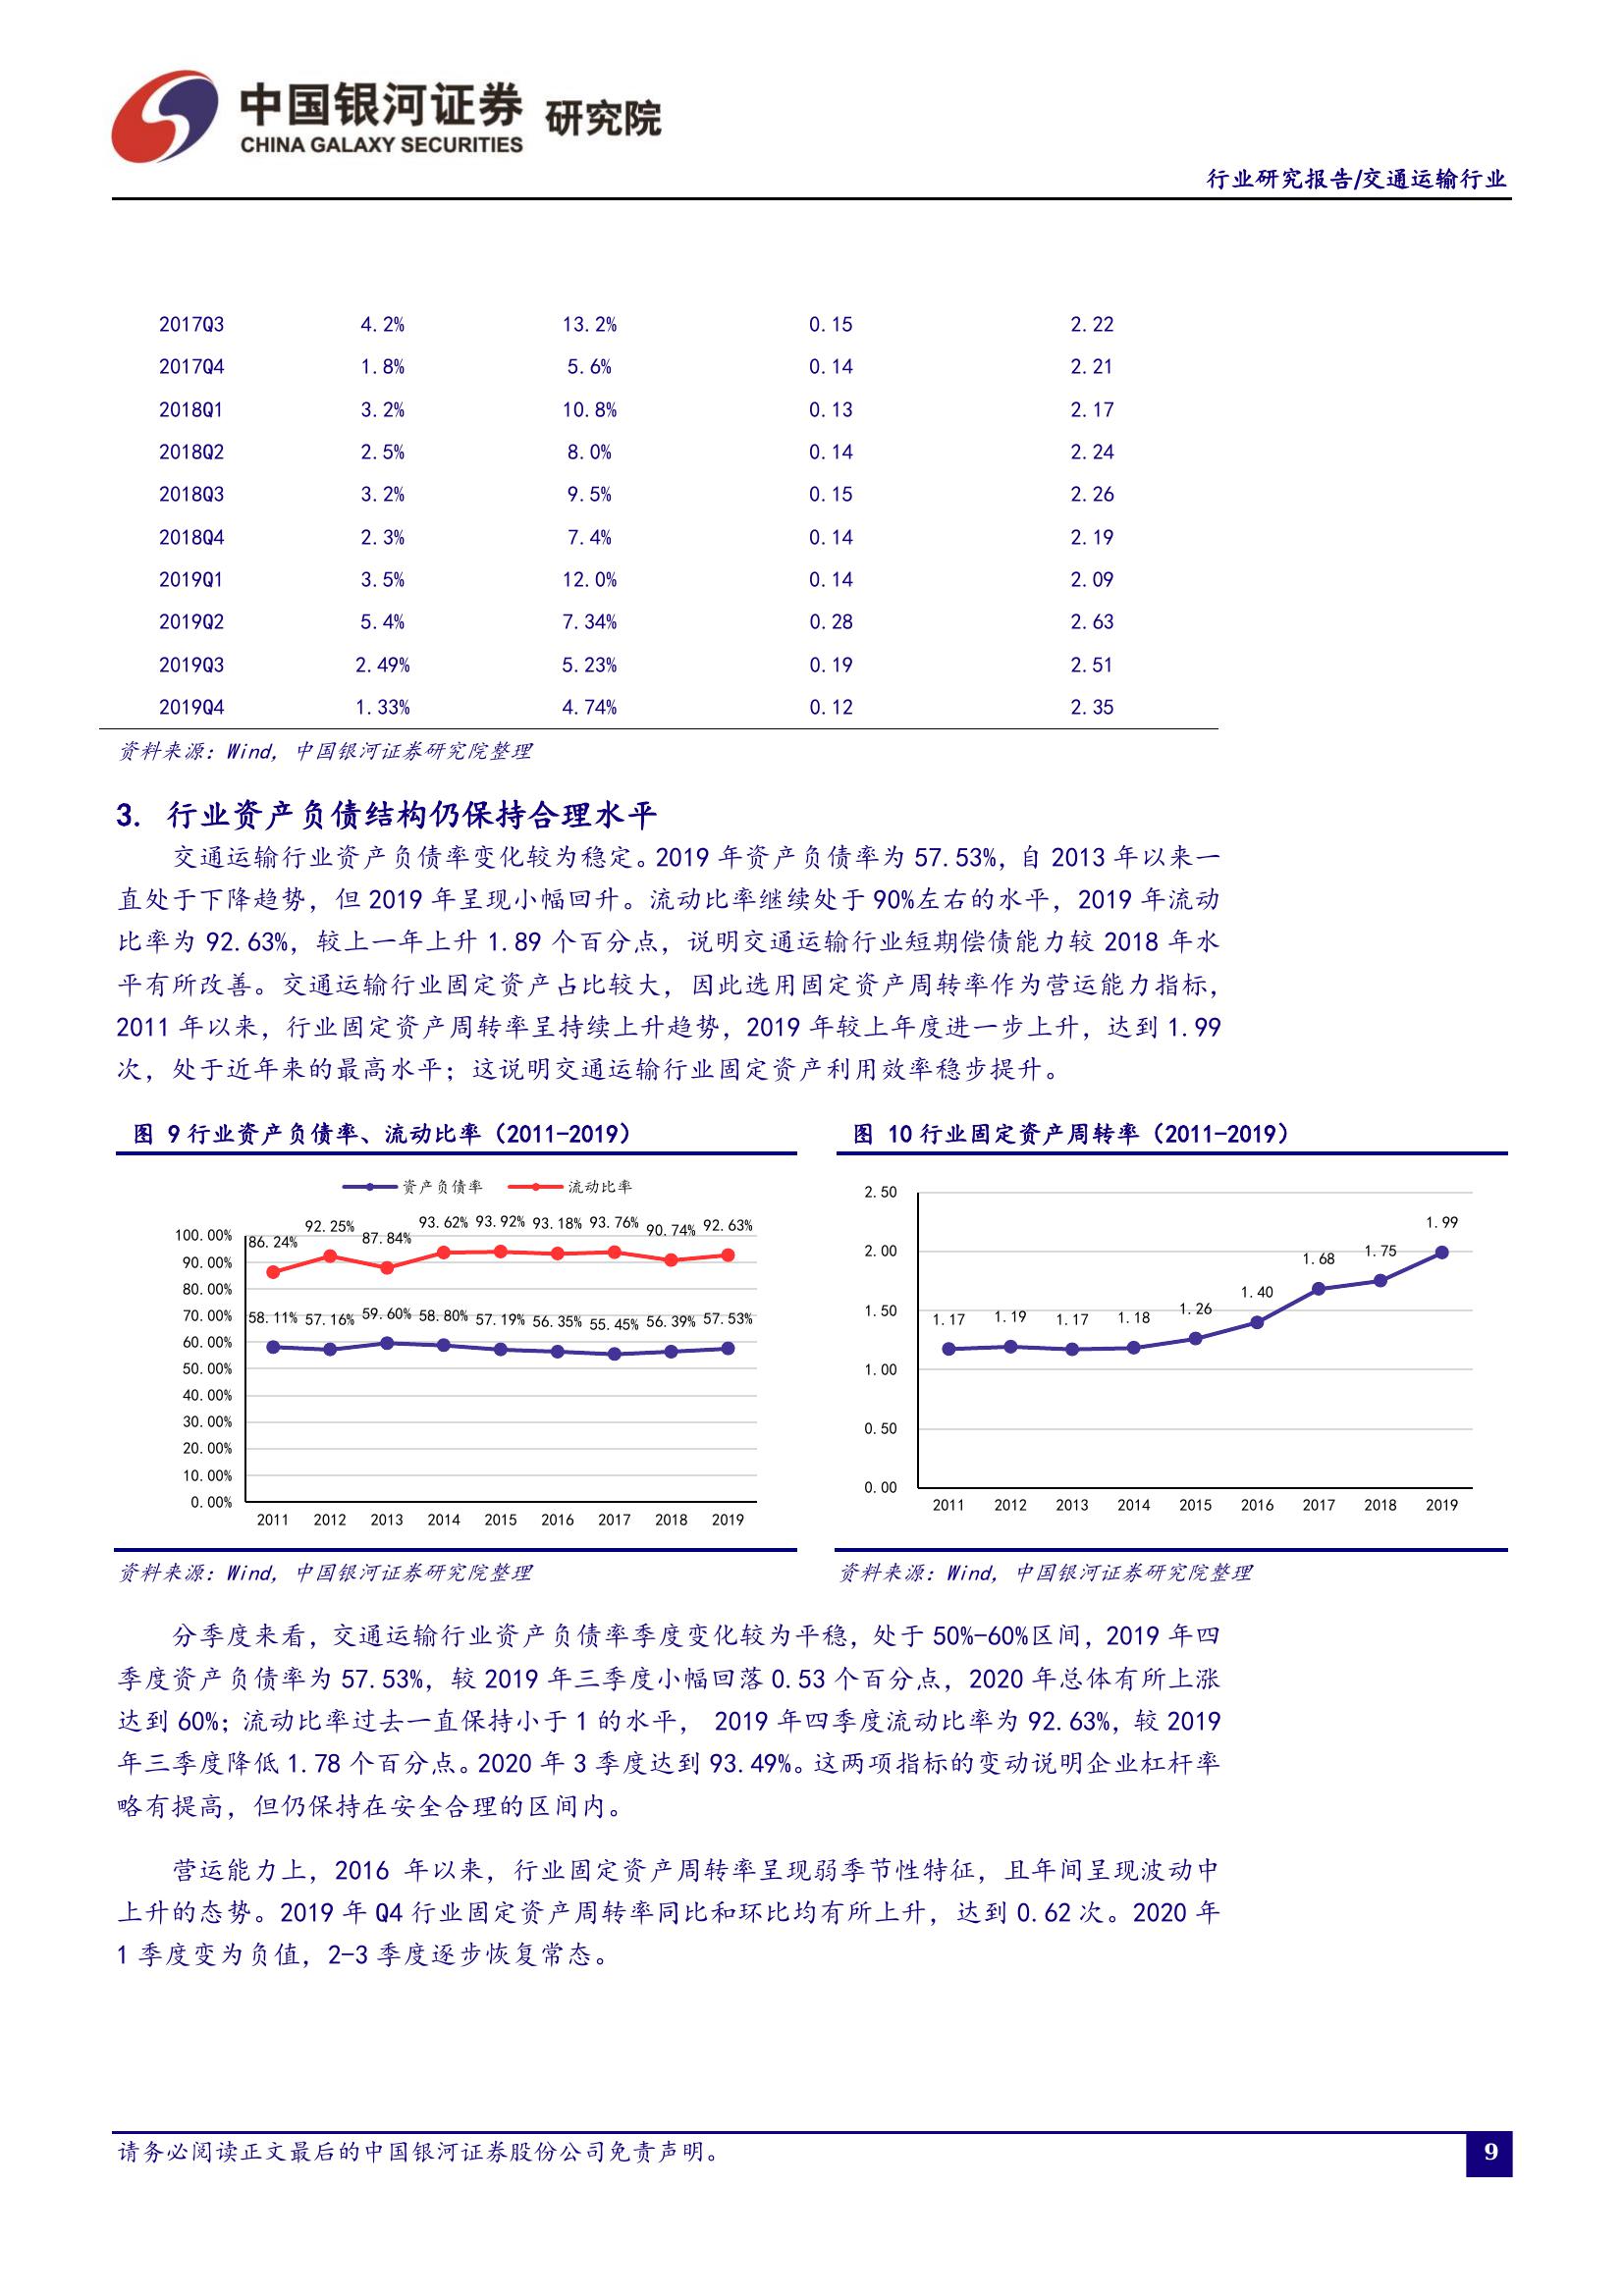 中国银河证券 研究院
CHINA GALAXY SECURITIES
行业研究报告/交通运输行业
2017Q3 4.2% 13.2% 0.15 2.22
2017Q4 1.8% 5.6% 0.14 2.21
2018Q1 3.2% 10.8% 0.13 2.17
2018Q2 2.5% 8.0% 0.14 2.24
2018Q3 3.2% 9.5% 0.15 2.26
2018Q4 2.3% 7.4% 0.14 2.19
2019Q1 3.5% 12.0% 0.14 2.09
2019Q2 5.4% 7.34% 0.28 2.63
2019Q3 2.49% 5.23% 0.19 2.51
2019Q4 1.33% 4.74% 0.12 2.35
资料来源：Wind，中国银河证券研究院整理
3. 行业资产负债结构仍保持合理水平
交通运输行业资产负债率变化较为稳定。2019 年资产负债率为 57.53%，自 2013 年以来一
直处于下降趋势，但 2019 年呈现小幅回升。流动比率继续处于 90%左右的水平，2019 年流动
比率为 92.63%，较上一年上升 1.89 个百分点，说明交通运输行业短期偿债能力较 2018 年水
平有所改善。交通运输行业固定资产占比较大，因此选用固定资产周转率作为营运能力指标，
2011 年以来，行业固定资产周转率呈持续上升趋势，2019 年较上年度进一步上升，达到 1.99
次，处于近年来的最高水平；这说明交通运输行业固定资产利用效率稳步提升。
图 9 行业资产负债率、流动比率（2011-2019）
资产负债率 流动比率
86.24% 92.25% 87.84% 93.62% 93.92% 93.18% 93.76% 90.74% 92.63%
58.11% 57.16% 59.60% 58.80% 57.19% 56.35% 55.45% 56.39% 57.53%
100.00%
90.00%
80.00%
70.00%
60.00%
50.00%
40.00%
30.00%
20.00%
10.00%
0.00%
2011 2012 2013 2014 2015 2016 2017 2018 2019
资料来源：Wind，中国银河证券研究院整理
图 10 行业固定资产周转率（2011-2019）
2.50
2.00
1.50
1.00
0.50
0.00
1.17 1.19 1.17 1.18 1.26 1.40 1.68 1.75 1.99
2011 2012 2013 2014 2015 2016 2017 2018 2019
资料来源：Wind，中国银河证券研究院整理
分季度来看，交通运输行业资产负债率季度变化较为平稳，处于 50%-60%区间，2019 年四
季度资产负债率为 57.53%，较 2019 年三季度小幅回落 0.53 个百分点，2020 年总体有所上涨
达到 60%；流动比率过去一直保持小于 1 的水平， 2019 年四季度流动比率为 92.63%，较 2019
年三季度降低 1.78 个百分点。2020 年 3 季度达到 93.49%。这两项指标的变动说明企业杠杆率
略有提高，但仍保持在安全合理的区间内。
营运能力上，2016 年以来，行业固定资产周转率呈现弱季节性特征，且年间呈现波动中
上升的态势。2019 年 Q4 行业固定资产周转率同比和环比均有所上升，达到 0.62 次。2020 年
1 季度变为负值，2-3 季度逐步恢复常态。
请务必阅读正文最后的中国银河证券股份公司免责声明。
9